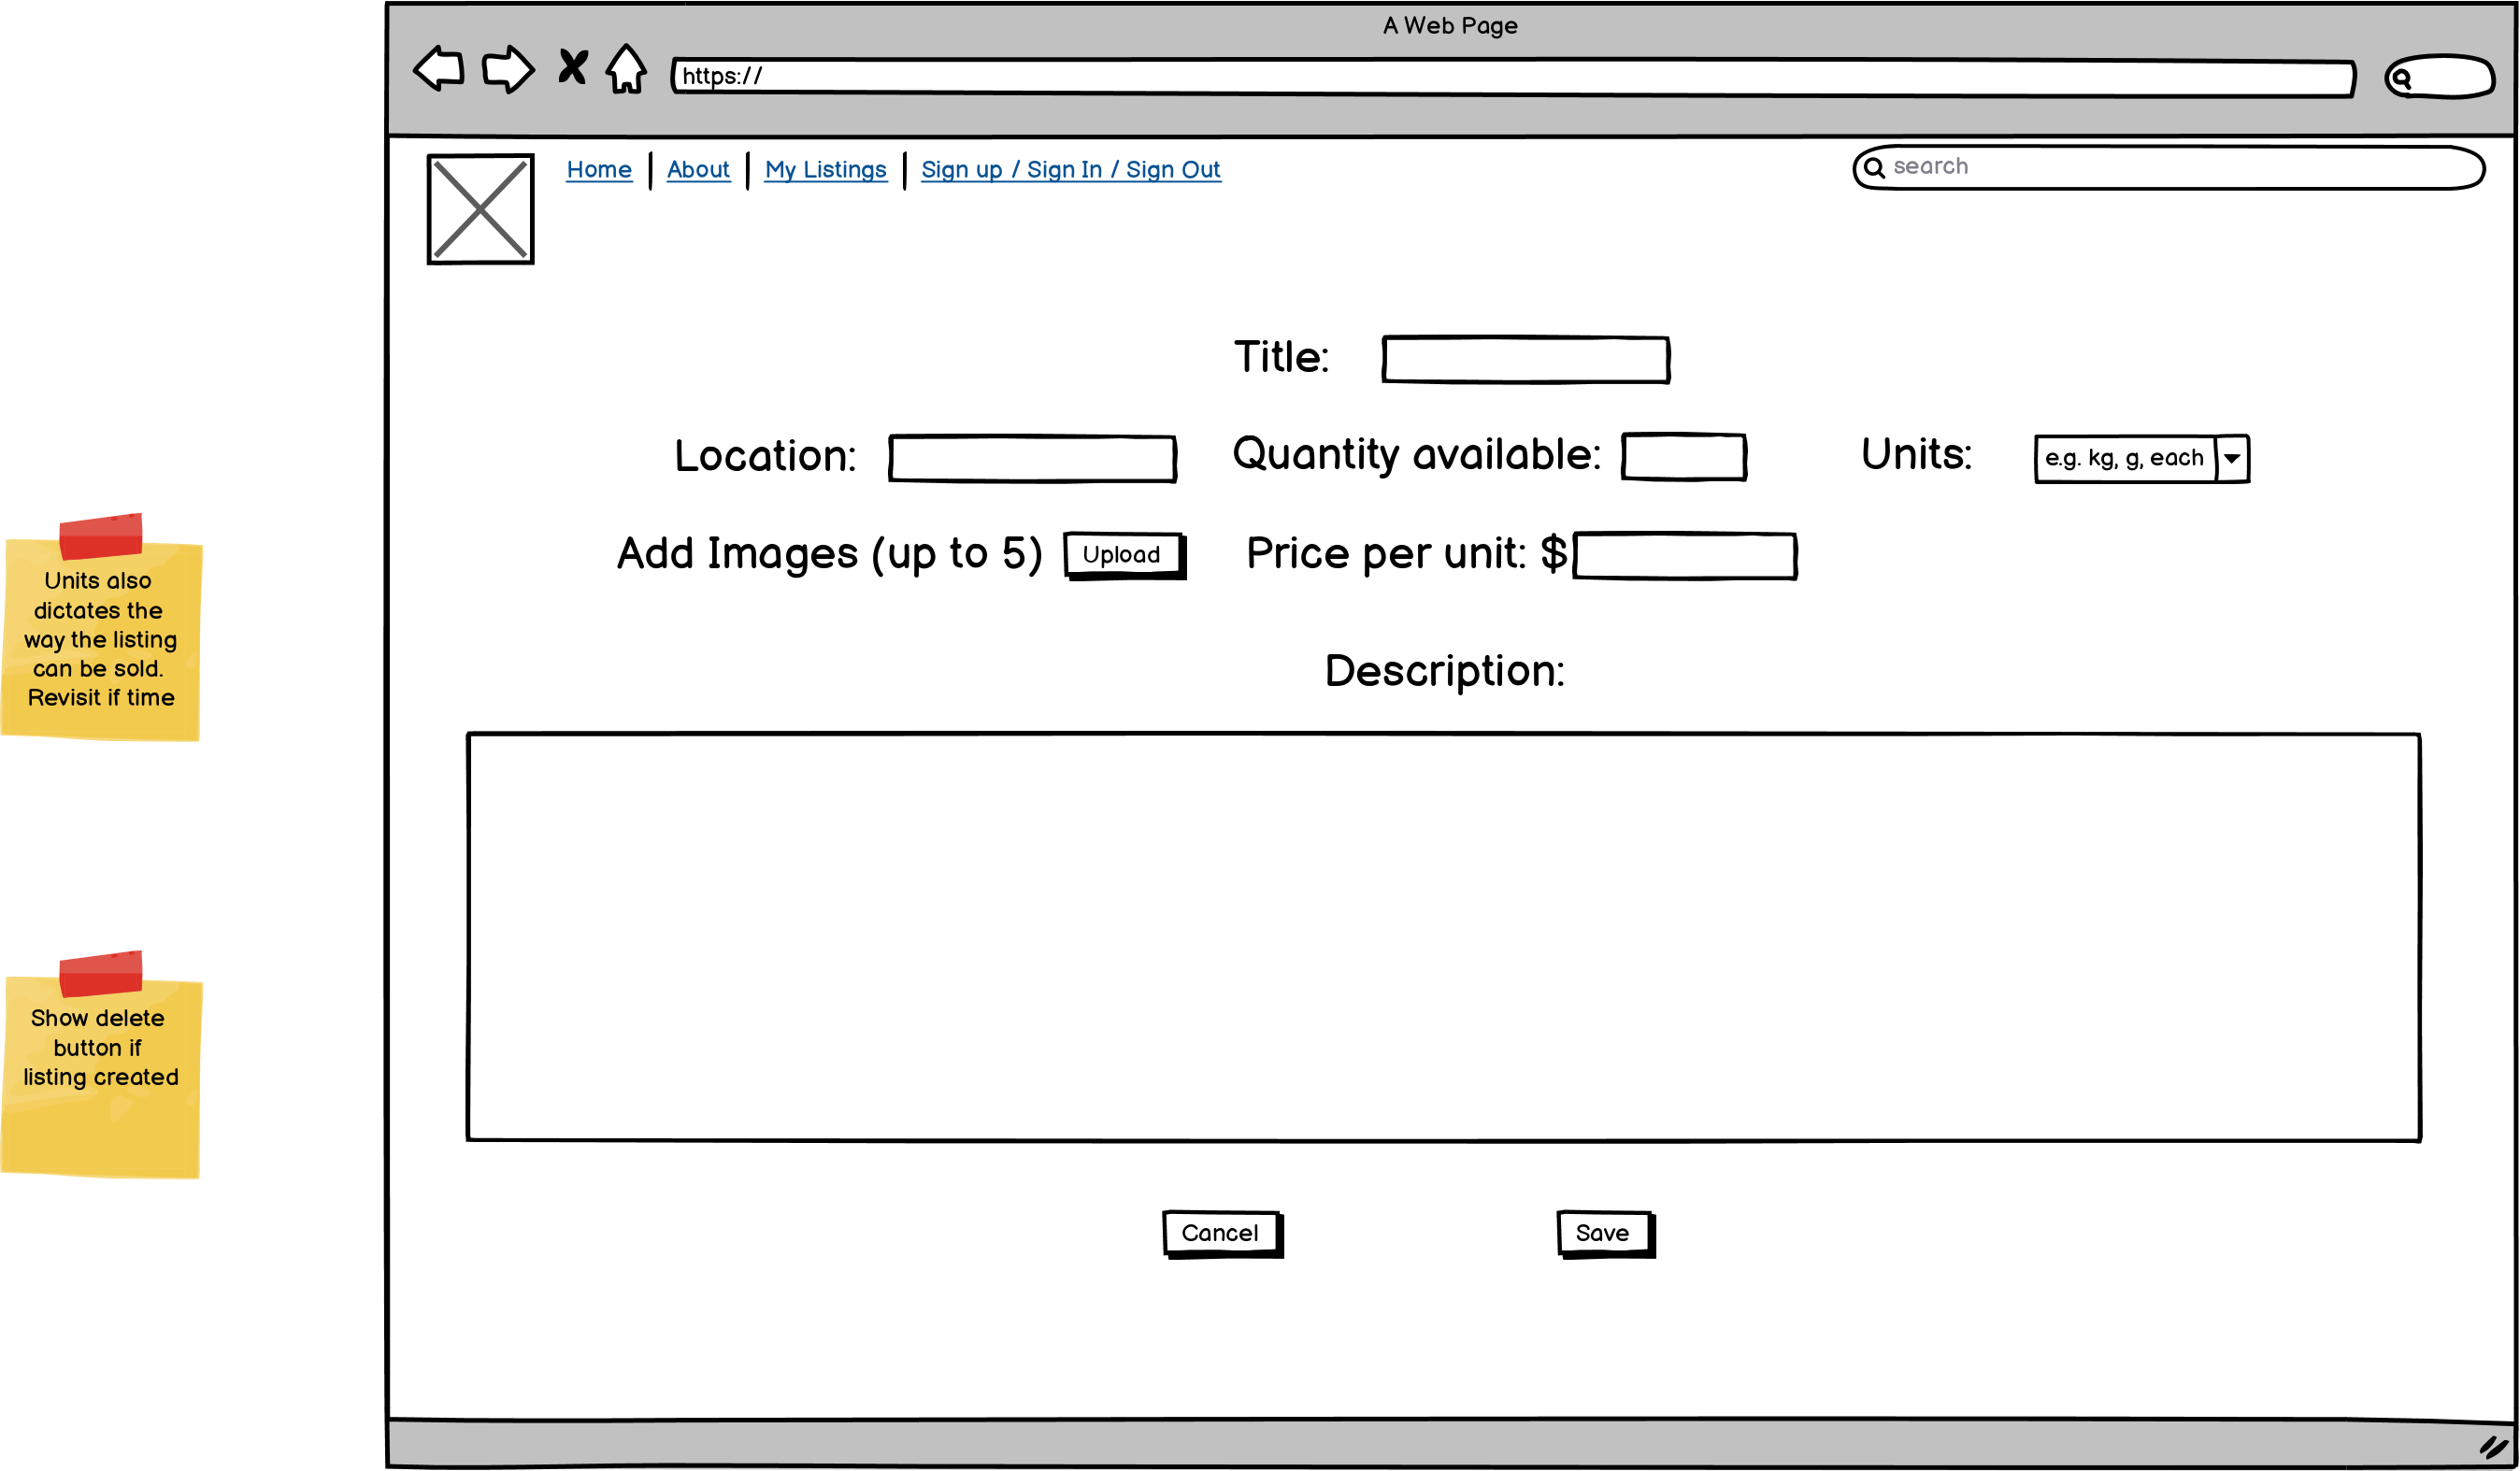 A Web Page
https://
Home | About | My Listings | Sign up / Sign In / Sign Out
search
Title:
Location:
Quantity available:
Units:
e.g. kg, g, each
Add Images (up to 5)
Upload
Price per unit: $
Units also
dictates the
way the listing
can be sold.
Revisit if time
Description:
Show delete
button if
listing created
Cancel
Save